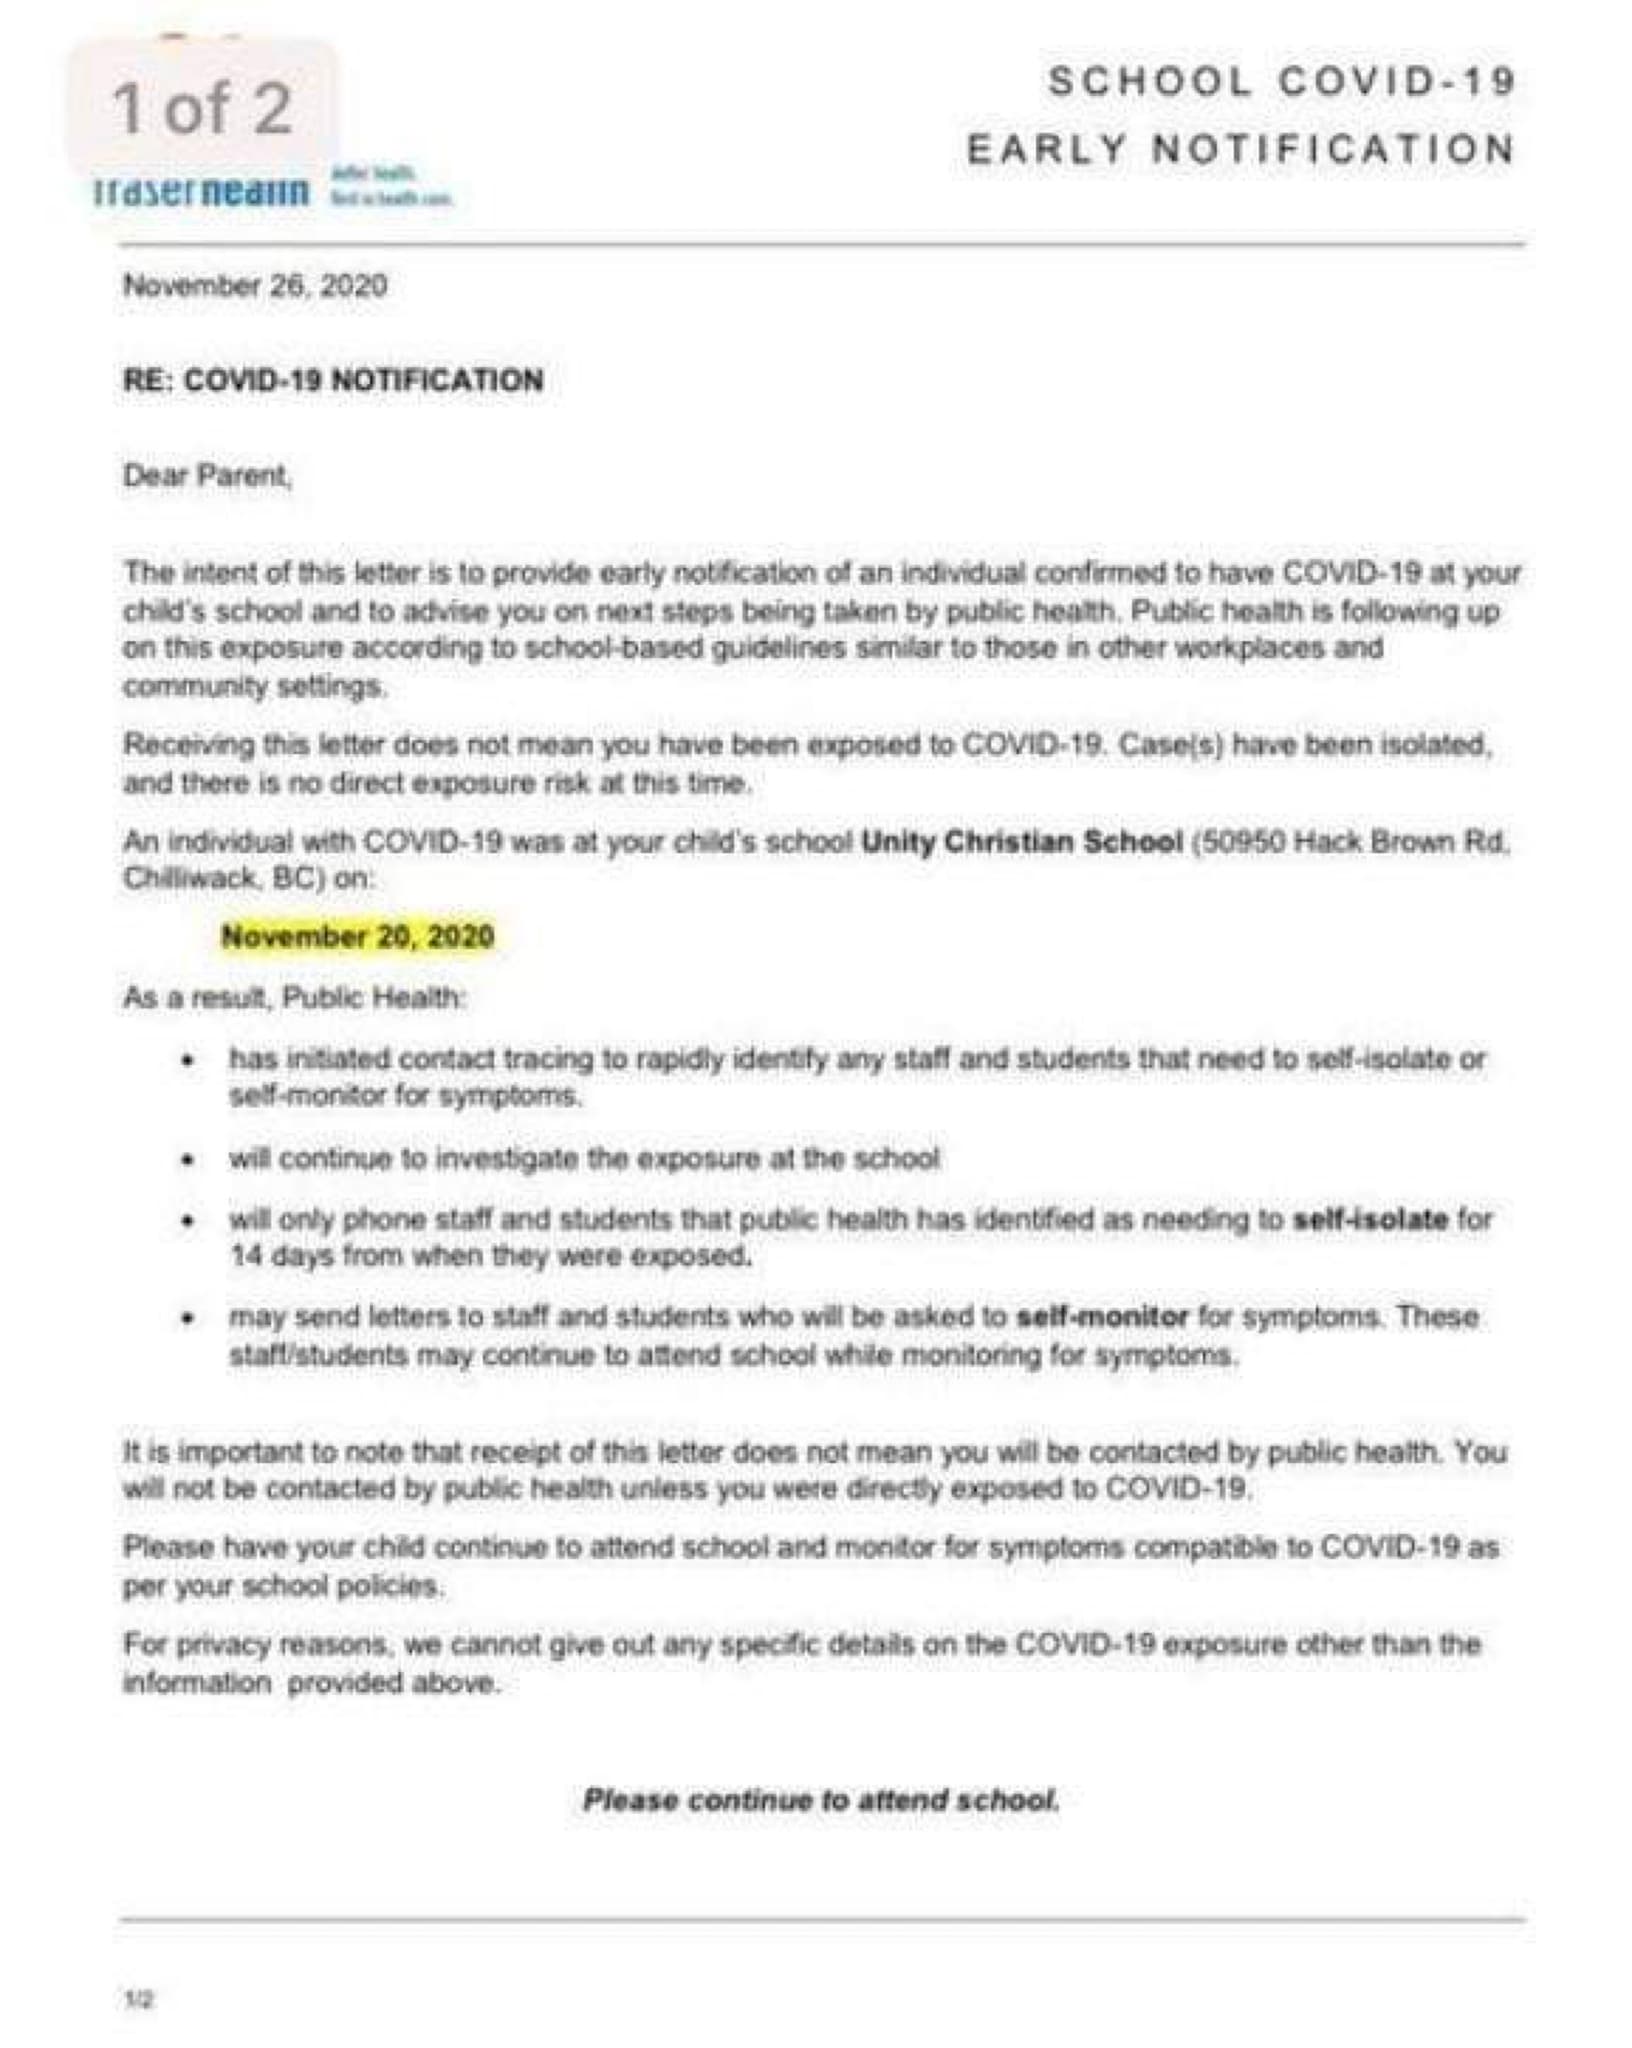 1 of 2
SCHOOL COVID-19
EARLY NOTIFICATION
fraserhealth Better health.
Best in health care.
November 26, 2020
RE: COVID-19 NOTIFICATION
Dear Parent,
The intent of this letter is to provide early notification of an individual confirmed to have COVID-19 at your
child's school and to advise you on next steps being taken by public health. Public health is following up
on this exposure according to school-based guidelines similar to those in other workplaces and
community settings.
Receiving this letter does not mean you have been exposed to COVID-19. Case(s) have been isolated,
and there is no direct exposure risk at this time.
An individual with COVID-19 was at your child's school Unity Christian School (50950 Hack Brown Rd,
Chilliwack, BC) on:
November 20, 2020
As a result, Public Health:
• has initiated contact tracing to rapidly identify any staff and students that need to self-isolate or
self-monitor for symptoms.
• will continue to investigate the exposure at the school
• will only phone staff and students that public health has identified as needing to self-isolate for
14 days from when they were exposed.
• may send letters to staff and students who will be asked to self-monitor for symptoms. These
staff/students may continue to attend school while monitoring for symptoms.
It is important to note that receipt of this letter does not mean you will be contacted by public health. You
will not be contacted by public health unless you were directly exposed to COVID-19.
Please have your child continue to attend school and monitor for symptoms compatible to COVID-19 as
per your school policies.
For privacy reasons, we cannot give out any specific details on the COVID-19 exposure other than the
information provided above.
Please continue to attend school.
1/2